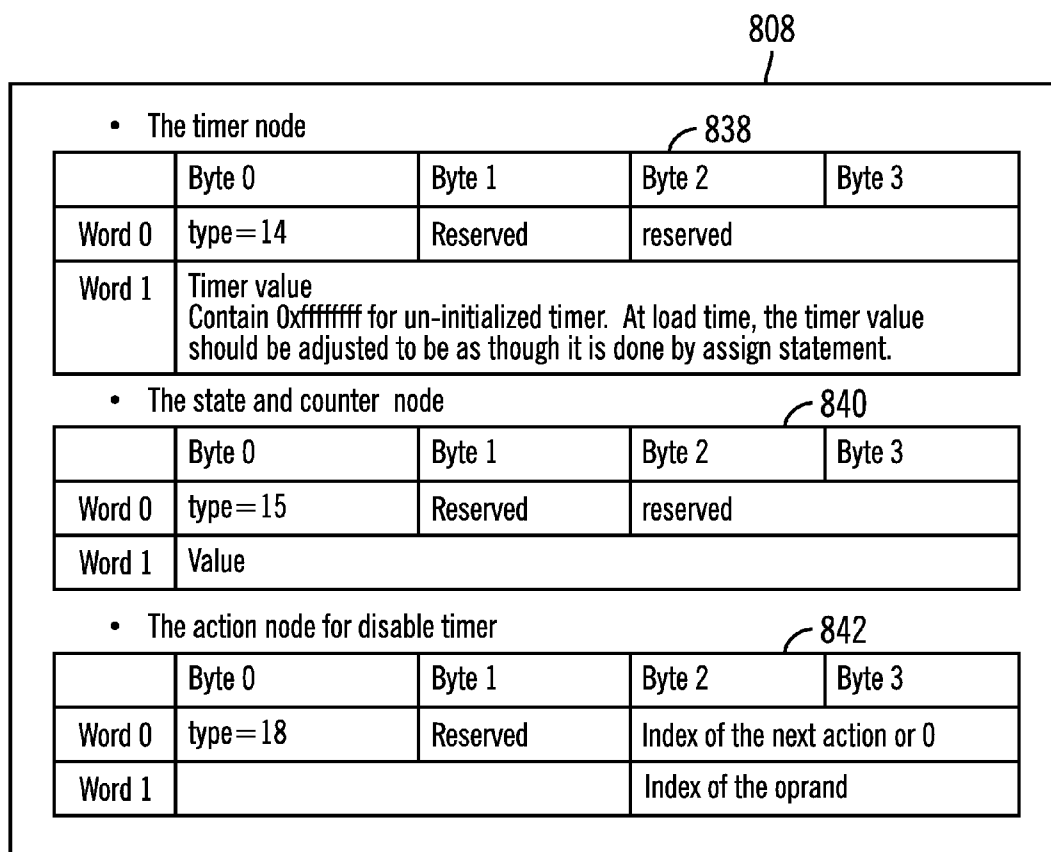 808
• The timer node
838
Byte 0 Byte 1 Byte 2 Byte 3
Word 0 type=14 Reserved reserved
Word 1 Timer value
Contain 0xffffffff for un-initialized timer. At load time, the timer value
should be adjusted to be as though it is done by assign statement.
• The state and counter node
840
Byte 0 Byte 1 Byte 2 Byte 3
Word 0 type=15 Reserved reserved
Word 1 Value
• The action node for disable timer
842
Byte 0 Byte 1 Byte 2 Byte 3
Word 0 type=18 Reserved Index of the next action or 0
Word 1 Index of the oprand